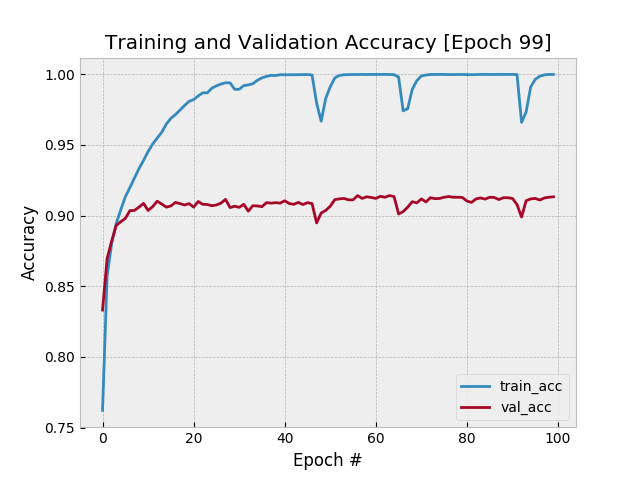 Training and Validation Accuracy [Epoch 99]
1.00
0.95
0.90
0.85
0.80
0.75
Accuracy
0 20 40 60 80 100
Epoch #
train_acc
val_acc